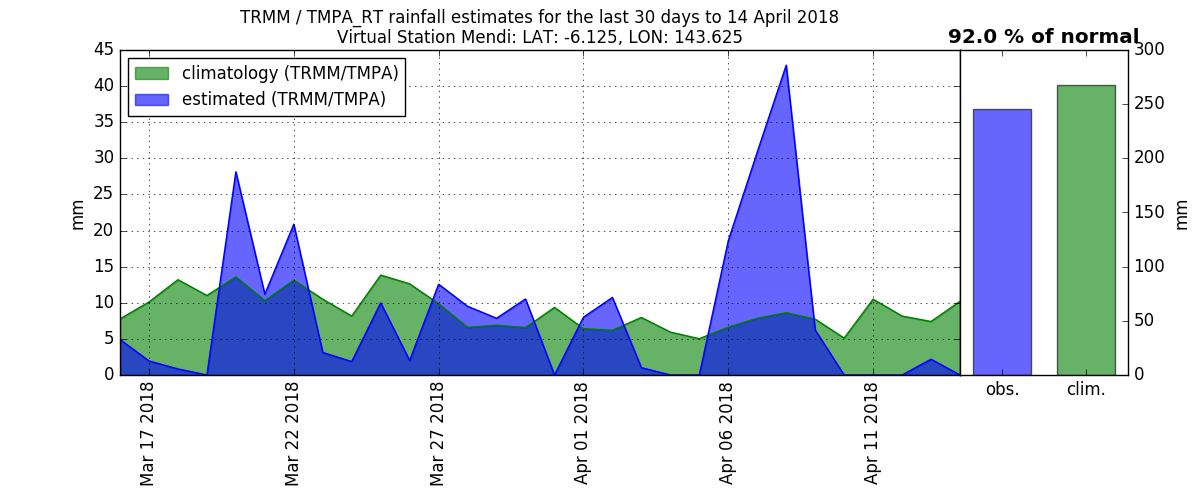 TRMM / TMPA_RT rainfall estimates for the last 30 days to 14 April 2018
Virtual Station Mendi: LAT: -6.125, LON: 143.625
92.0 % of normal
climatology (TRMM/TMPA)
estimated (TRMM/TMPA)
45
40
35
30
25
20
15
10
5
0
mm
Mar 17 2018
Mar 22 2018
Mar 27 2018
Apr 01 2018
Apr 06 2018
Apr 11 2018
obs.
clim.
300
250
200
150
100
50
0
mm